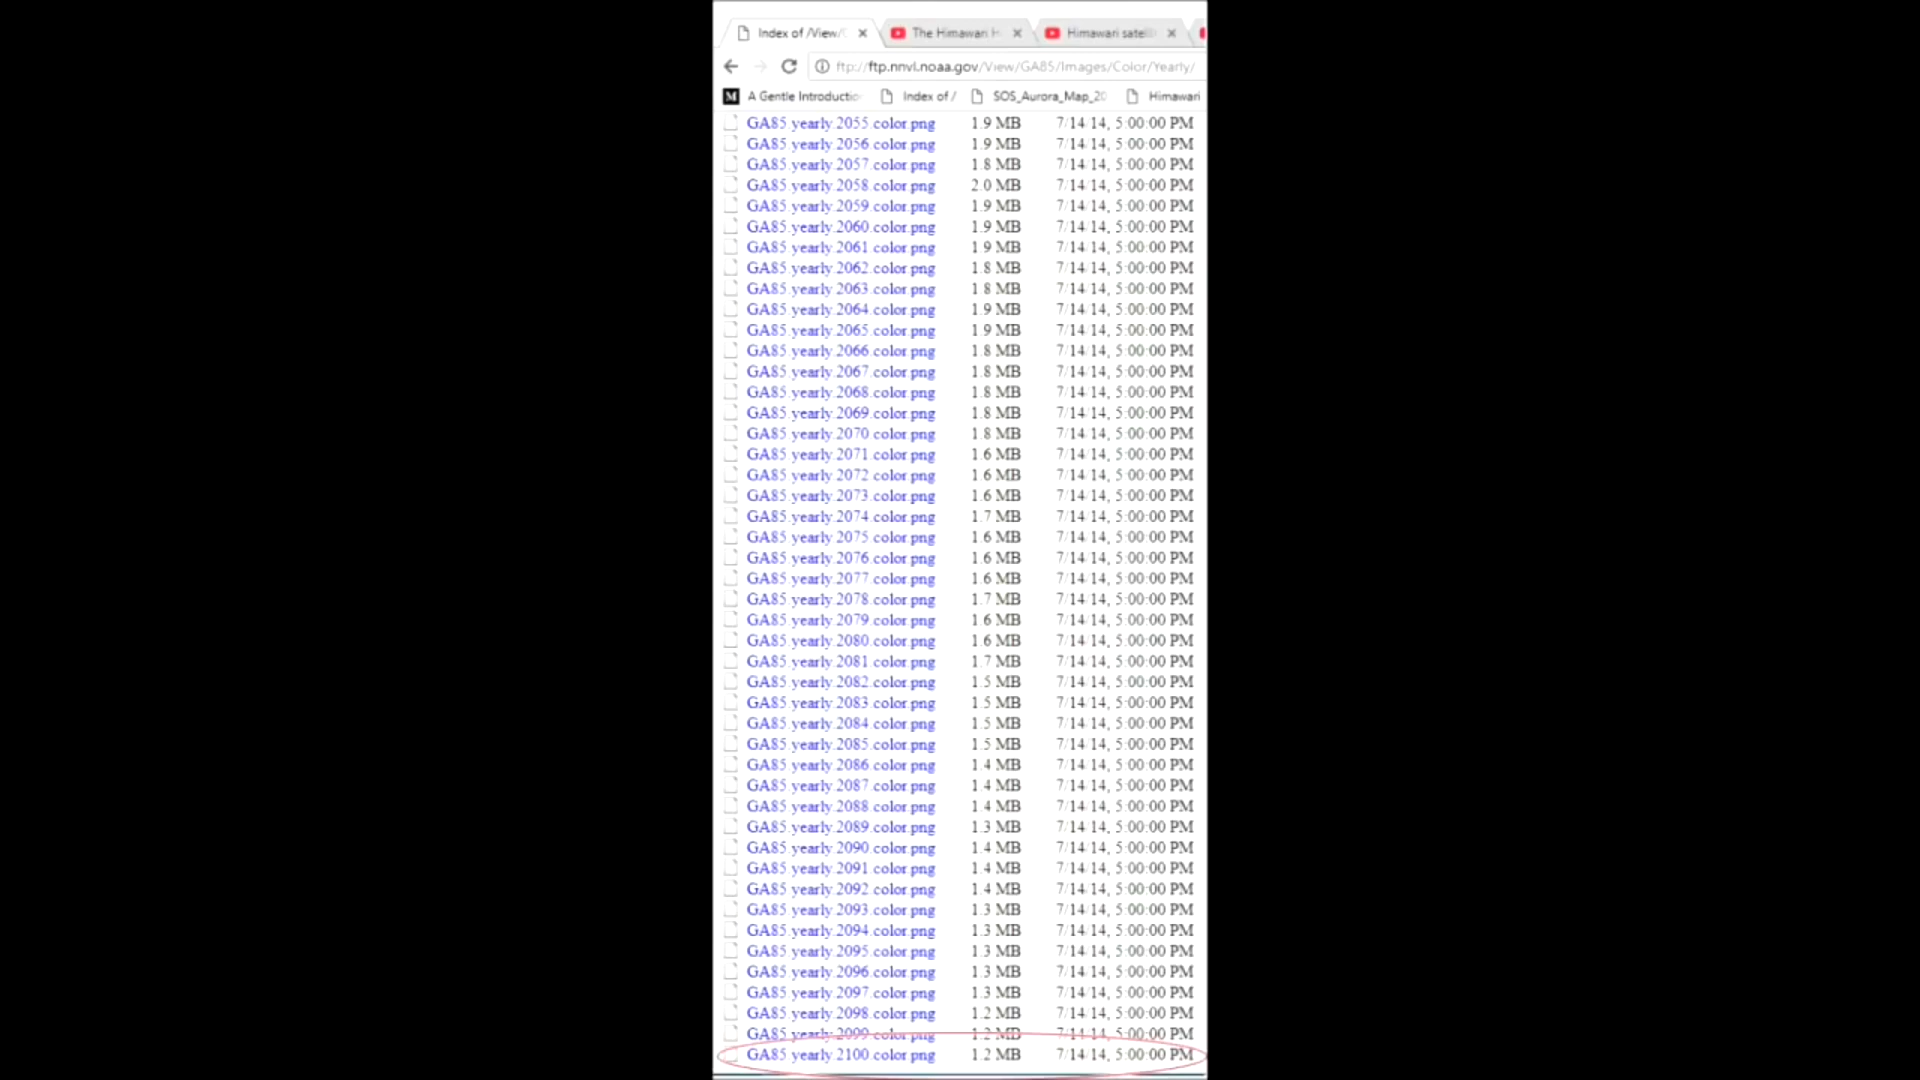 Index of /View/
The Himawari H
Himawari satel
ftp://ftp.nnvl.noaa.gov/View/GA85/Images/Color/Yearly/
A Gentle Introductio
Index of /
SOS_Aurora_Map_20
Himawari
GA85.yearly.2055.color.png 1.9 MB 7/14/14, 5:00:00 PM
GA85.yearly.2056.color.png 1.9 MB 7/14/14, 5:00:00 PM
GA85.yearly.2057.color.png 1.8 MB 7/14/14, 5:00:00 PM
GA85.yearly.2058.color.png 2.0 MB 7/14/14, 5:00:00 PM
GA85.yearly.2059.color.png 1.9 MB 7/14/14, 5:00:00 PM
GA85.yearly.2060.color.png 1.9 MB 7/14/14, 5:00:00 PM
GA85.yearly.2061.color.png 1.9 MB 7/14/14, 5:00:00 PM
GA85.yearly.2062.color.png 1.8 MB 7/14/14, 5:00:00 PM
GA85.yearly.2063.color.png 1.8 MB 7/14/14, 5:00:00 PM
GA85.yearly.2064.color.png 1.9 MB 7/14/14, 5:00:00 PM
GA85.yearly.2065.color.png 1.9 MB 7/14/14, 5:00:00 PM
GA85.yearly.2066.color.png 1.8 MB 7/14/14, 5:00:00 PM
GA85.yearly.2067.color.png 1.8 MB 7/14/14, 5:00:00 PM
GA85.yearly.2068.color.png 1.8 MB 7/14/14, 5:00:00 PM
GA85.yearly.2069.color.png 1.8 MB 7/14/14, 5:00:00 PM
GA85.yearly.2070.color.png 1.8 MB 7/14/14, 5:00:00 PM
GA85.yearly.2071.color.png 1.6 MB 7/14/14, 5:00:00 PM
GA85.yearly.2072.color.png 1.6 MB 7/14/14, 5:00:00 PM
GA85.yearly.2073.color.png 1.6 MB 7/14/14, 5:00:00 PM
GA85.yearly.2074.color.png 1.7 MB 7/14/14, 5:00:00 PM
GA85.yearly.2075.color.png 1.6 MB 7/14/14, 5:00:00 PM
GA85.yearly.2076.color.png 1.6 MB 7/14/14, 5:00:00 PM
GA85.yearly.2077.color.png 1.6 MB 7/14/14, 5:00:00 PM
GA85.yearly.2078.color.png 1.7 MB 7/14/14, 5:00:00 PM
GA85.yearly.2079.color.png 1.6 MB 7/14/14, 5:00:00 PM
GA85.yearly.2080.color.png 1.6 MB 7/14/14, 5:00:00 PM
GA85.yearly.2081.color.png 1.7 MB 7/14/14, 5:00:00 PM
GA85.yearly.2082.color.png 1.5 MB 7/14/14, 5:00:00 PM
GA85.yearly.2083.color.png 1.5 MB 7/14/14, 5:00:00 PM
GA85.yearly.2084.color.png 1.5 MB 7/14/14, 5:00:00 PM
GA85.yearly.2085.color.png 1.5 MB 7/14/14, 5:00:00 PM
GA85.yearly.2086.color.png 1.4 MB 7/14/14, 5:00:00 PM
GA85.yearly.2087.color.png 1.4 MB 7/14/14, 5:00:00 PM
GA85.yearly.2088.color.png 1.4 MB 7/14/14, 5:00:00 PM
GA85.yearly.2089.color.png 1.3 MB 7/14/14, 5:00:00 PM
GA85.yearly.2090.color.png 1.4 MB 7/14/14, 5:00:00 PM
GA85.yearly.2091.color.png 1.4 MB 7/14/14, 5:00:00 PM
GA85.yearly.2092.color.png 1.4 MB 7/14/14, 5:00:00 PM
GA85.yearly.2093.color.png 1.3 MB 7/14/14, 5:00:00 PM
GA85.yearly.2094.color.png 1.3 MB 7/14/14, 5:00:00 PM
GA85.yearly.2095.color.png 1.3 MB 7/14/14, 5:00:00 PM
GA85.yearly.2096.color.png 1.3 MB 7/14/14, 5:00:00 PM
GA85.yearly.2097.color.png 1.3 MB 7/14/14, 5:00:00 PM
GA85.yearly.2098.color.png 1.2 MB 7/14/14, 5:00:00 PM
GA85.yearly.2099.color.png 1.2 MB 7/14/14, 5:00:00 PM
GA85.yearly.2100.color.png 1.2 MB 7/14/14, 5:00:00 PM